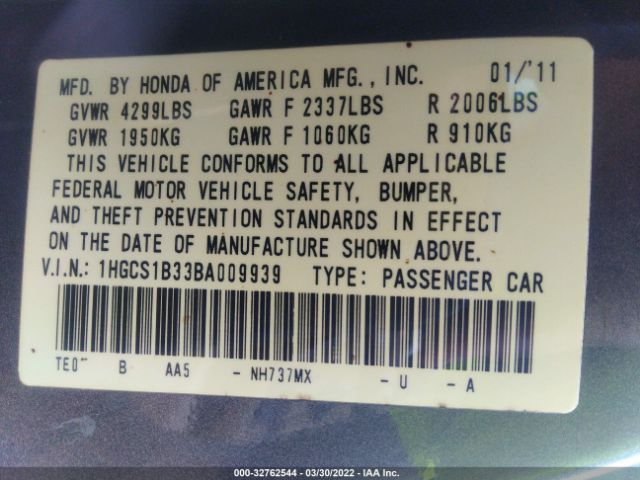 MFD. BY HONDA OF AMERICA MFG., INC. 01/'11
GVWR 4299LBS GAWR F 2337LBS R 2006LBS
GVWR 1950KG GAWR F 1060KG R 910KG
THIS VEHICLE CONFORMS TO ALL APPLICABLE
FEDERAL MOTOR VEHICLE SAFETY, BUMPER,
AND THEFT PREVENTION STANDARDS IN EFFECT
ON THE DATE OF MANUFACTURE SHOWN ABOVE.
V.I.N.: 1HGCS1B33BA009939 TYPE: PASSENGER CAR
B AA5 - NH737MX - U - A
000-32762544 — 03/30/2022 - IAA Inc.